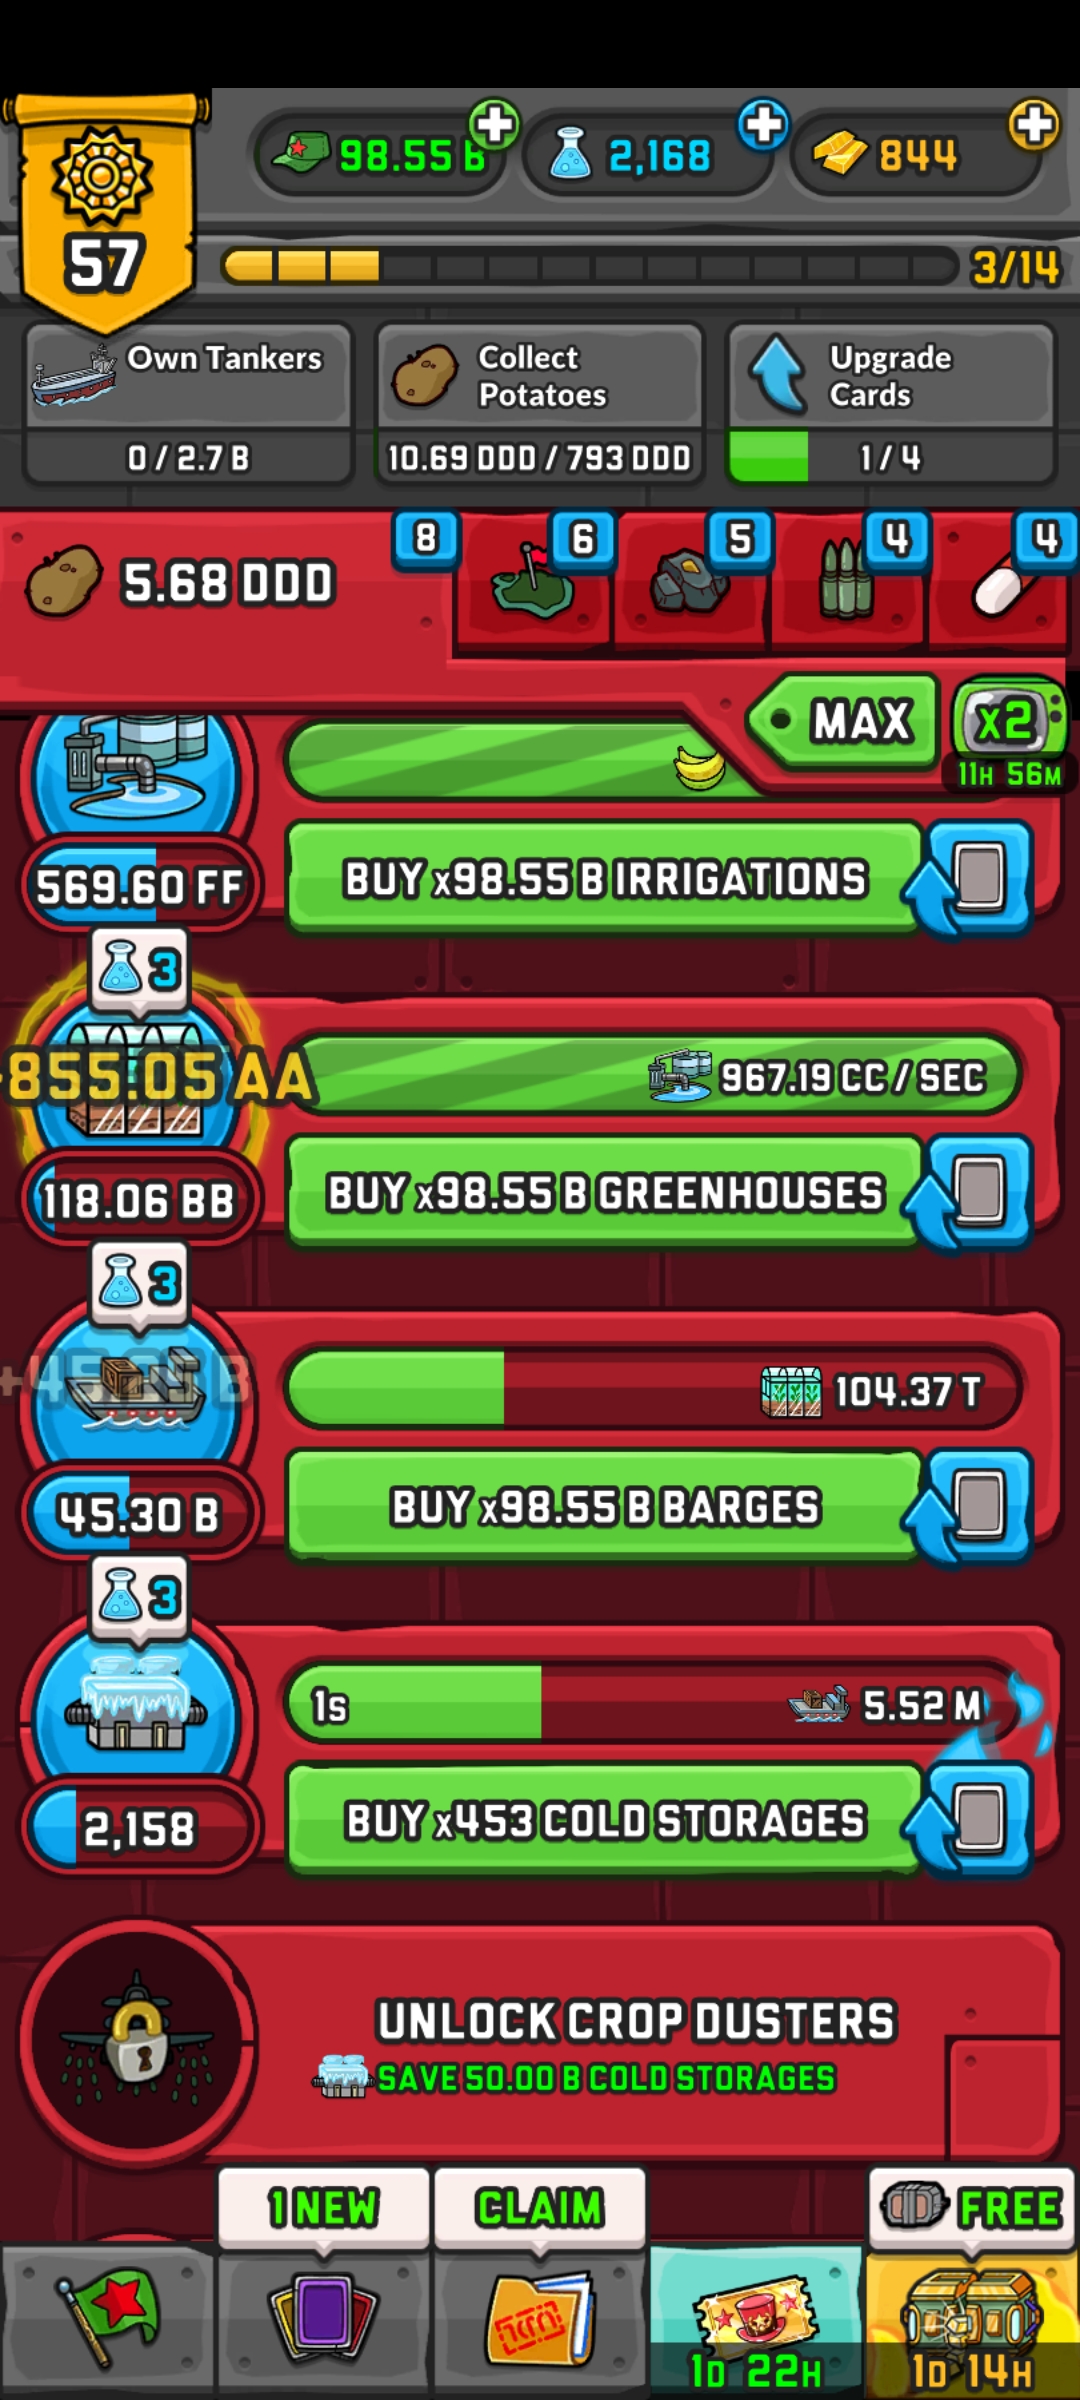 98.55 B
2,168
844
57
3/14
Own Tankers
0 / 2.7 B
Collect
Potatoes
10.69 DDD / 793 DDD
Upgrade
Cards
1 / 4
5.68 DDD
8
6
5
4
4
MAX
x2
11H 56M
569.60 FF
BUY x98.55 B IRRIGATIONS
3
855.05 AA
967.19 CC / SEC
118.06 BB
BUY x98.55 B GREENHOUSES
3
104.37 T
45.30 B
BUY x98.55 B BARGES
3
1s
5.52 M
2,158
BUY x453 COLD STORAGES
UNLOCK CROP DUSTERS
SAVE 50.00 B COLD STORAGES
1 NEW
CLAIM
FREE
1D 22H
1D 14H